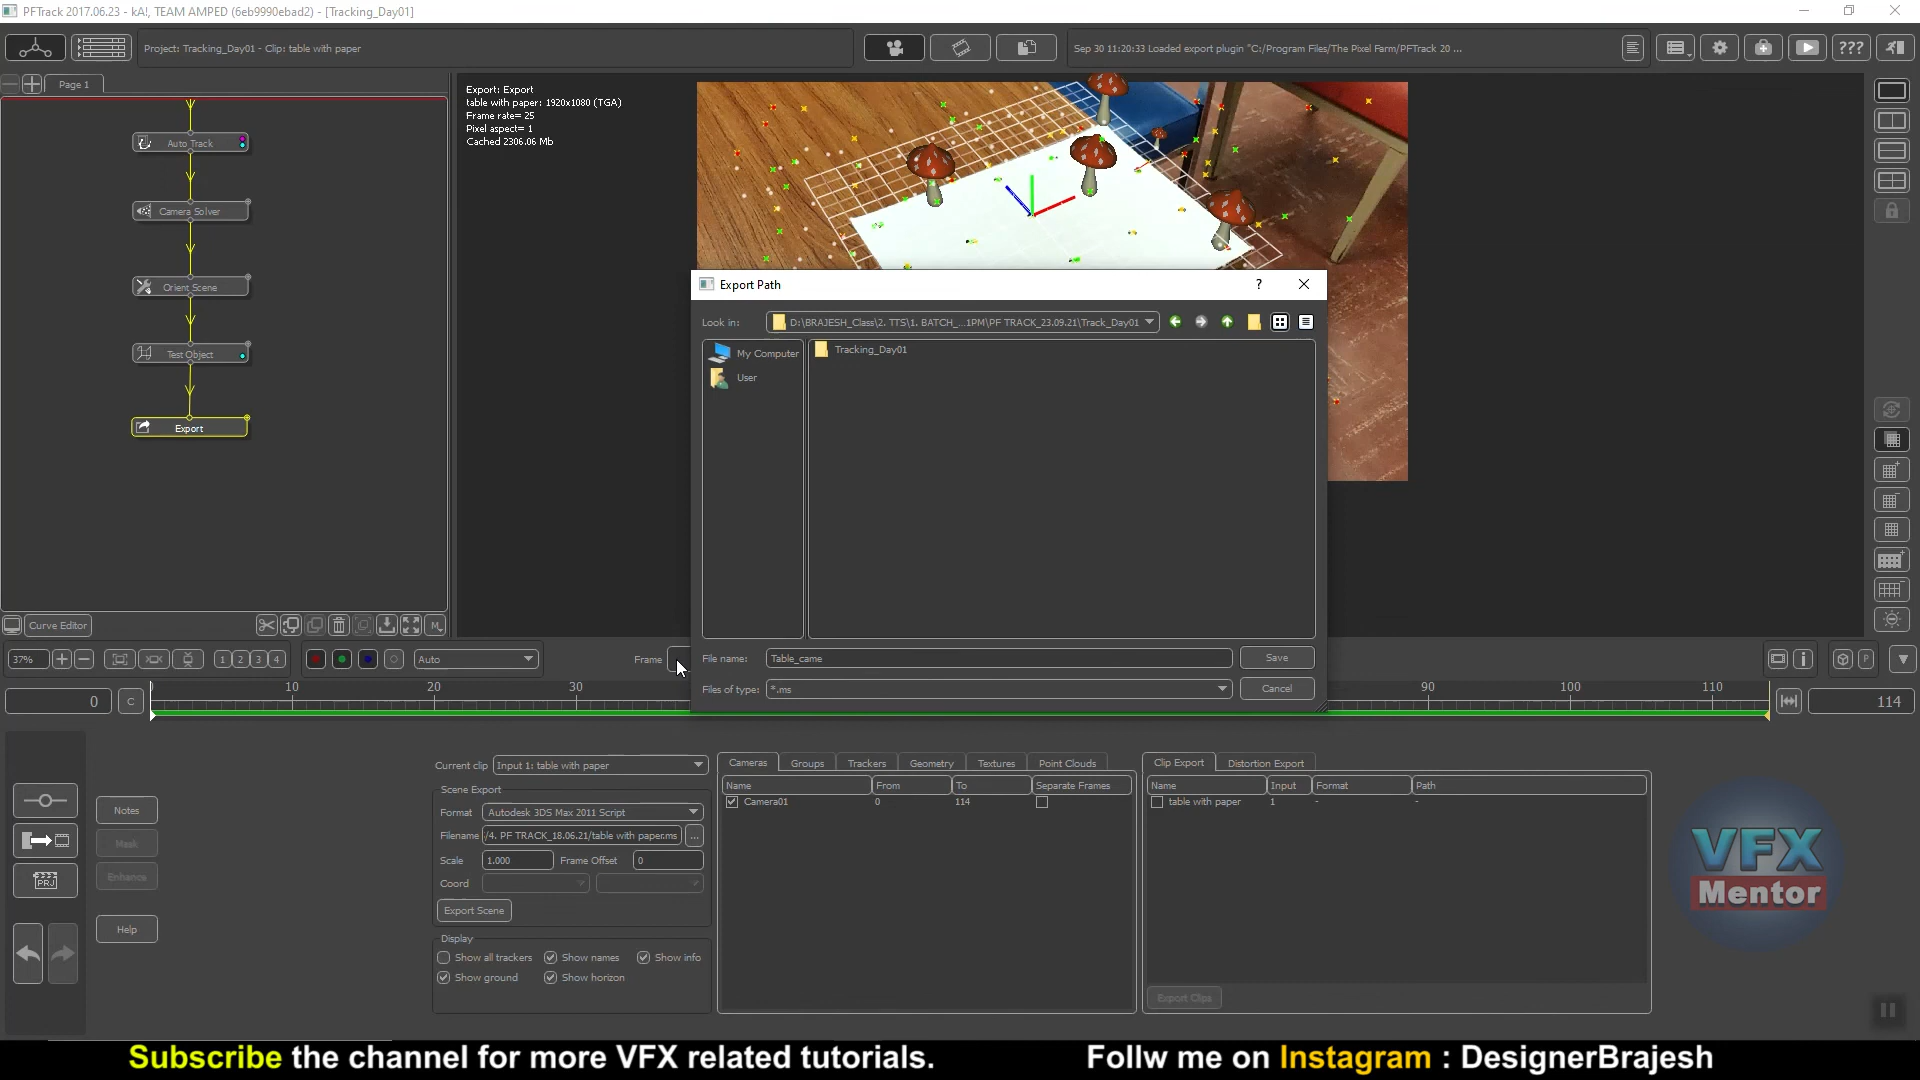 PFTrack 2017.06.23 - kA!, TEAM AMPED (6eb9990ebad2) - [Tracking_Day01]
Project: Tracking_Day01 - Clip: table with paper
Sep 30 11:20:33 Loaded export plugin "C:/Program Files/The Pixel Farm/PFTrack 20 ...
???
Page 1
Export: Export
table with paper: 1920x1080 (TGA)
Frame rate= 25
Pixel aspect= 1
Cached 2306.06 Mb
Auto Track
Camera Solver
Orient Scene
Test Object
Export
Export Path
?
Look in:
D:\BRAJESH_Class\2. TTS\1. BATCH_...1PM\PF TRACK_23.09.21\Track_Day01
My Computer
User
Tracking_Day01
File name:
Table_came
Save
Files of type:
*.ms
Cancel
Curve Editor
M
37%
1 2 3 4
Auto
Frame
P
0
C
10 20 30
90 100 110
114
Current clip
Input 1: table with paper
Scene Export
Format
Autodesk 3DS Max 2011 Script
Filename
/4. PF TRACK_18.06.21/table with paper.ms
...
Scale
1.000
Frame Offset
0
Coord
Export Scene
Display
Show all trackers
Show names
Show info
Show ground
Show horizon
PRJ
Notes
Mask
Enhance
Help
Cameras
Groups
Trackers
Geometry
Textures
Point Clouds
Name From To Separate Frames
Camera01 0 114
Clip Export
Distortion Export
Name Input Format Path
table with paper 1 - -
Export Clips
VFX
Mentor
Subscribe the channel for more VFX related tutorials.
Follw me on Instagram : DesignerBrajesh